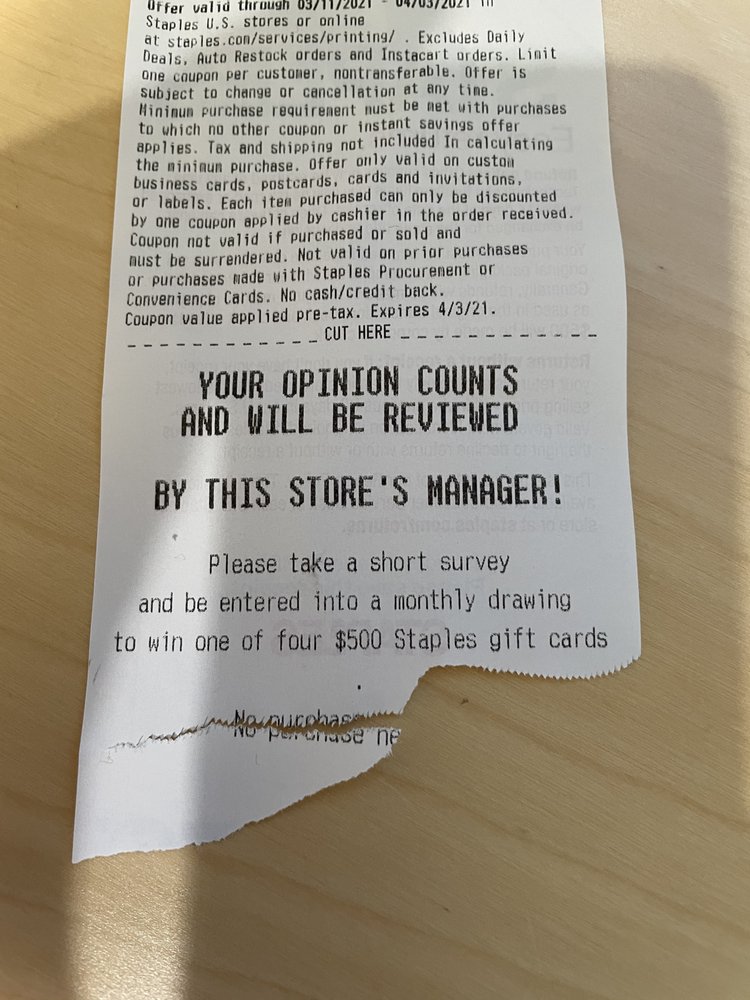 Offer valid through 03/11/2021 - 04/03/2021 in
Staples U.S. stores or online
at staples.com/services/printing/ . Excludes Daily
Deals, Auto Restock orders and Instacart orders. Limit
one coupon per customer, nontransferable. Offer is
subject to change or cancellation at any time.
Minimum purchase requirement must be met with purchases
to which no other coupon or instant savings offer
applies. Tax and shipping not included In calculating
the minimum purchase. Offer only valid on custom
business cards, postcards, cards and invitations,
or labels. Each item purchased can only be discounted
by one coupon applied by cashier in the order received.
Coupon not valid if purchased or sold and
must be surrendered. Not valid on prior purchases
or purchases made with Staples Procurement or
Convenience Cards. No cash/credit back.
Coupon value applied pre-tax. Expires 4/3/21.
_ _ _ _ _ _ _ _ _ _ _ _ CUT HERE _ _ _ _ _ _ _ _ _ _ _ _
YOUR OPINION COUNTS
AND WILL BE REVIEWED
BY THIS STORE'S MANAGER!
Please take a short survey
and be entered into a monthly drawing
to win one of four $500 Staples gift cards
No purchase ne